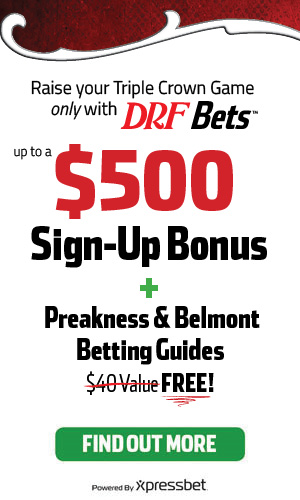 Raise your Triple Crown Game
only with DRF Bets™
up to a
$500
Sign-Up Bonus
+
Preakness & Belmont
Betting Guides
$40 Value FREE!
FIND OUT MORE
Powered By Xpressbet